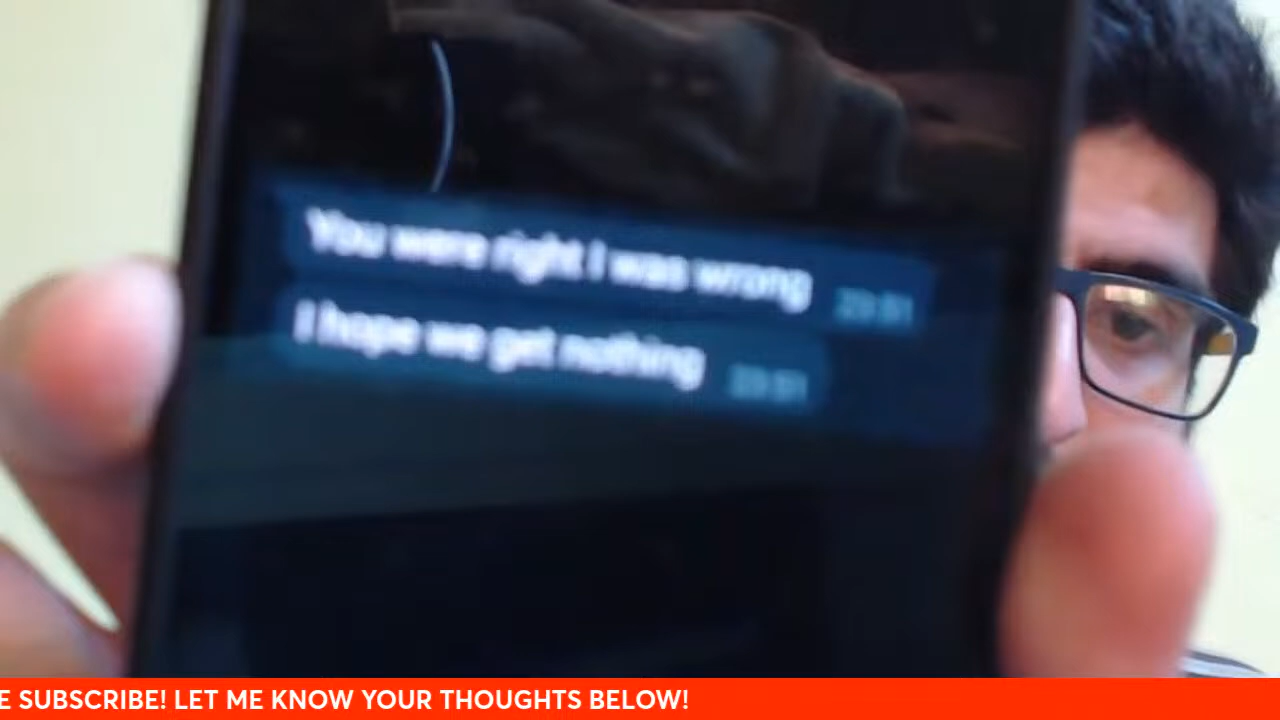 You were right I was wrong
I hope we get nothing
E SUBSCRIBE! LET ME KNOW YOUR THOUGHTS BELOW!